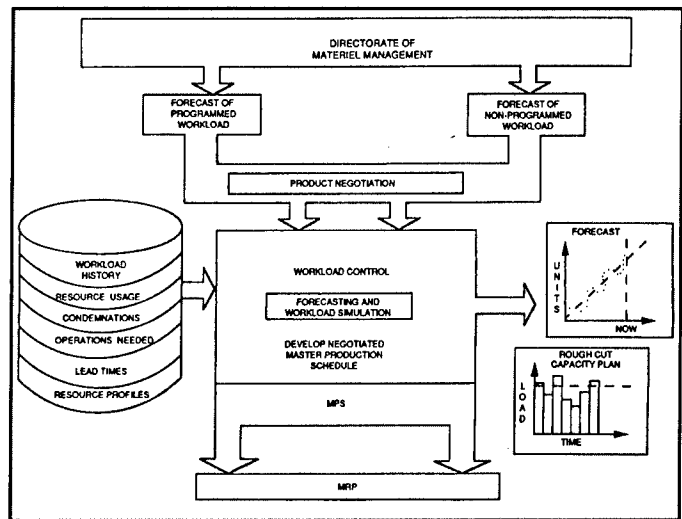 DIRECTORATE OF
MATERIEL MANAGEMENT
FORECAST OF
PROGRAMMED
WORKLOAD
FORECAST OF
NON-PROGRAMMED
WORKLOAD
PRODUCT NEGOTIATION
WORKLOAD
HISTORY
RESOURCE USAGE
CONDEMNATIONS
OPERATIONS NEEDED
LEAD TIMES
RESOURCE PROFILES
WORKLOAD CONTROL
FORECASTING AND
WORKLOAD SIMULATION
DEVELOP NEGOTIATED
MASTER PRODUCTION
SCHEDULE
MPS
MRP
FORECAST
UNITS
NOW
ROUGH CUT
CAPACITY PLAN
LOAD
TIME